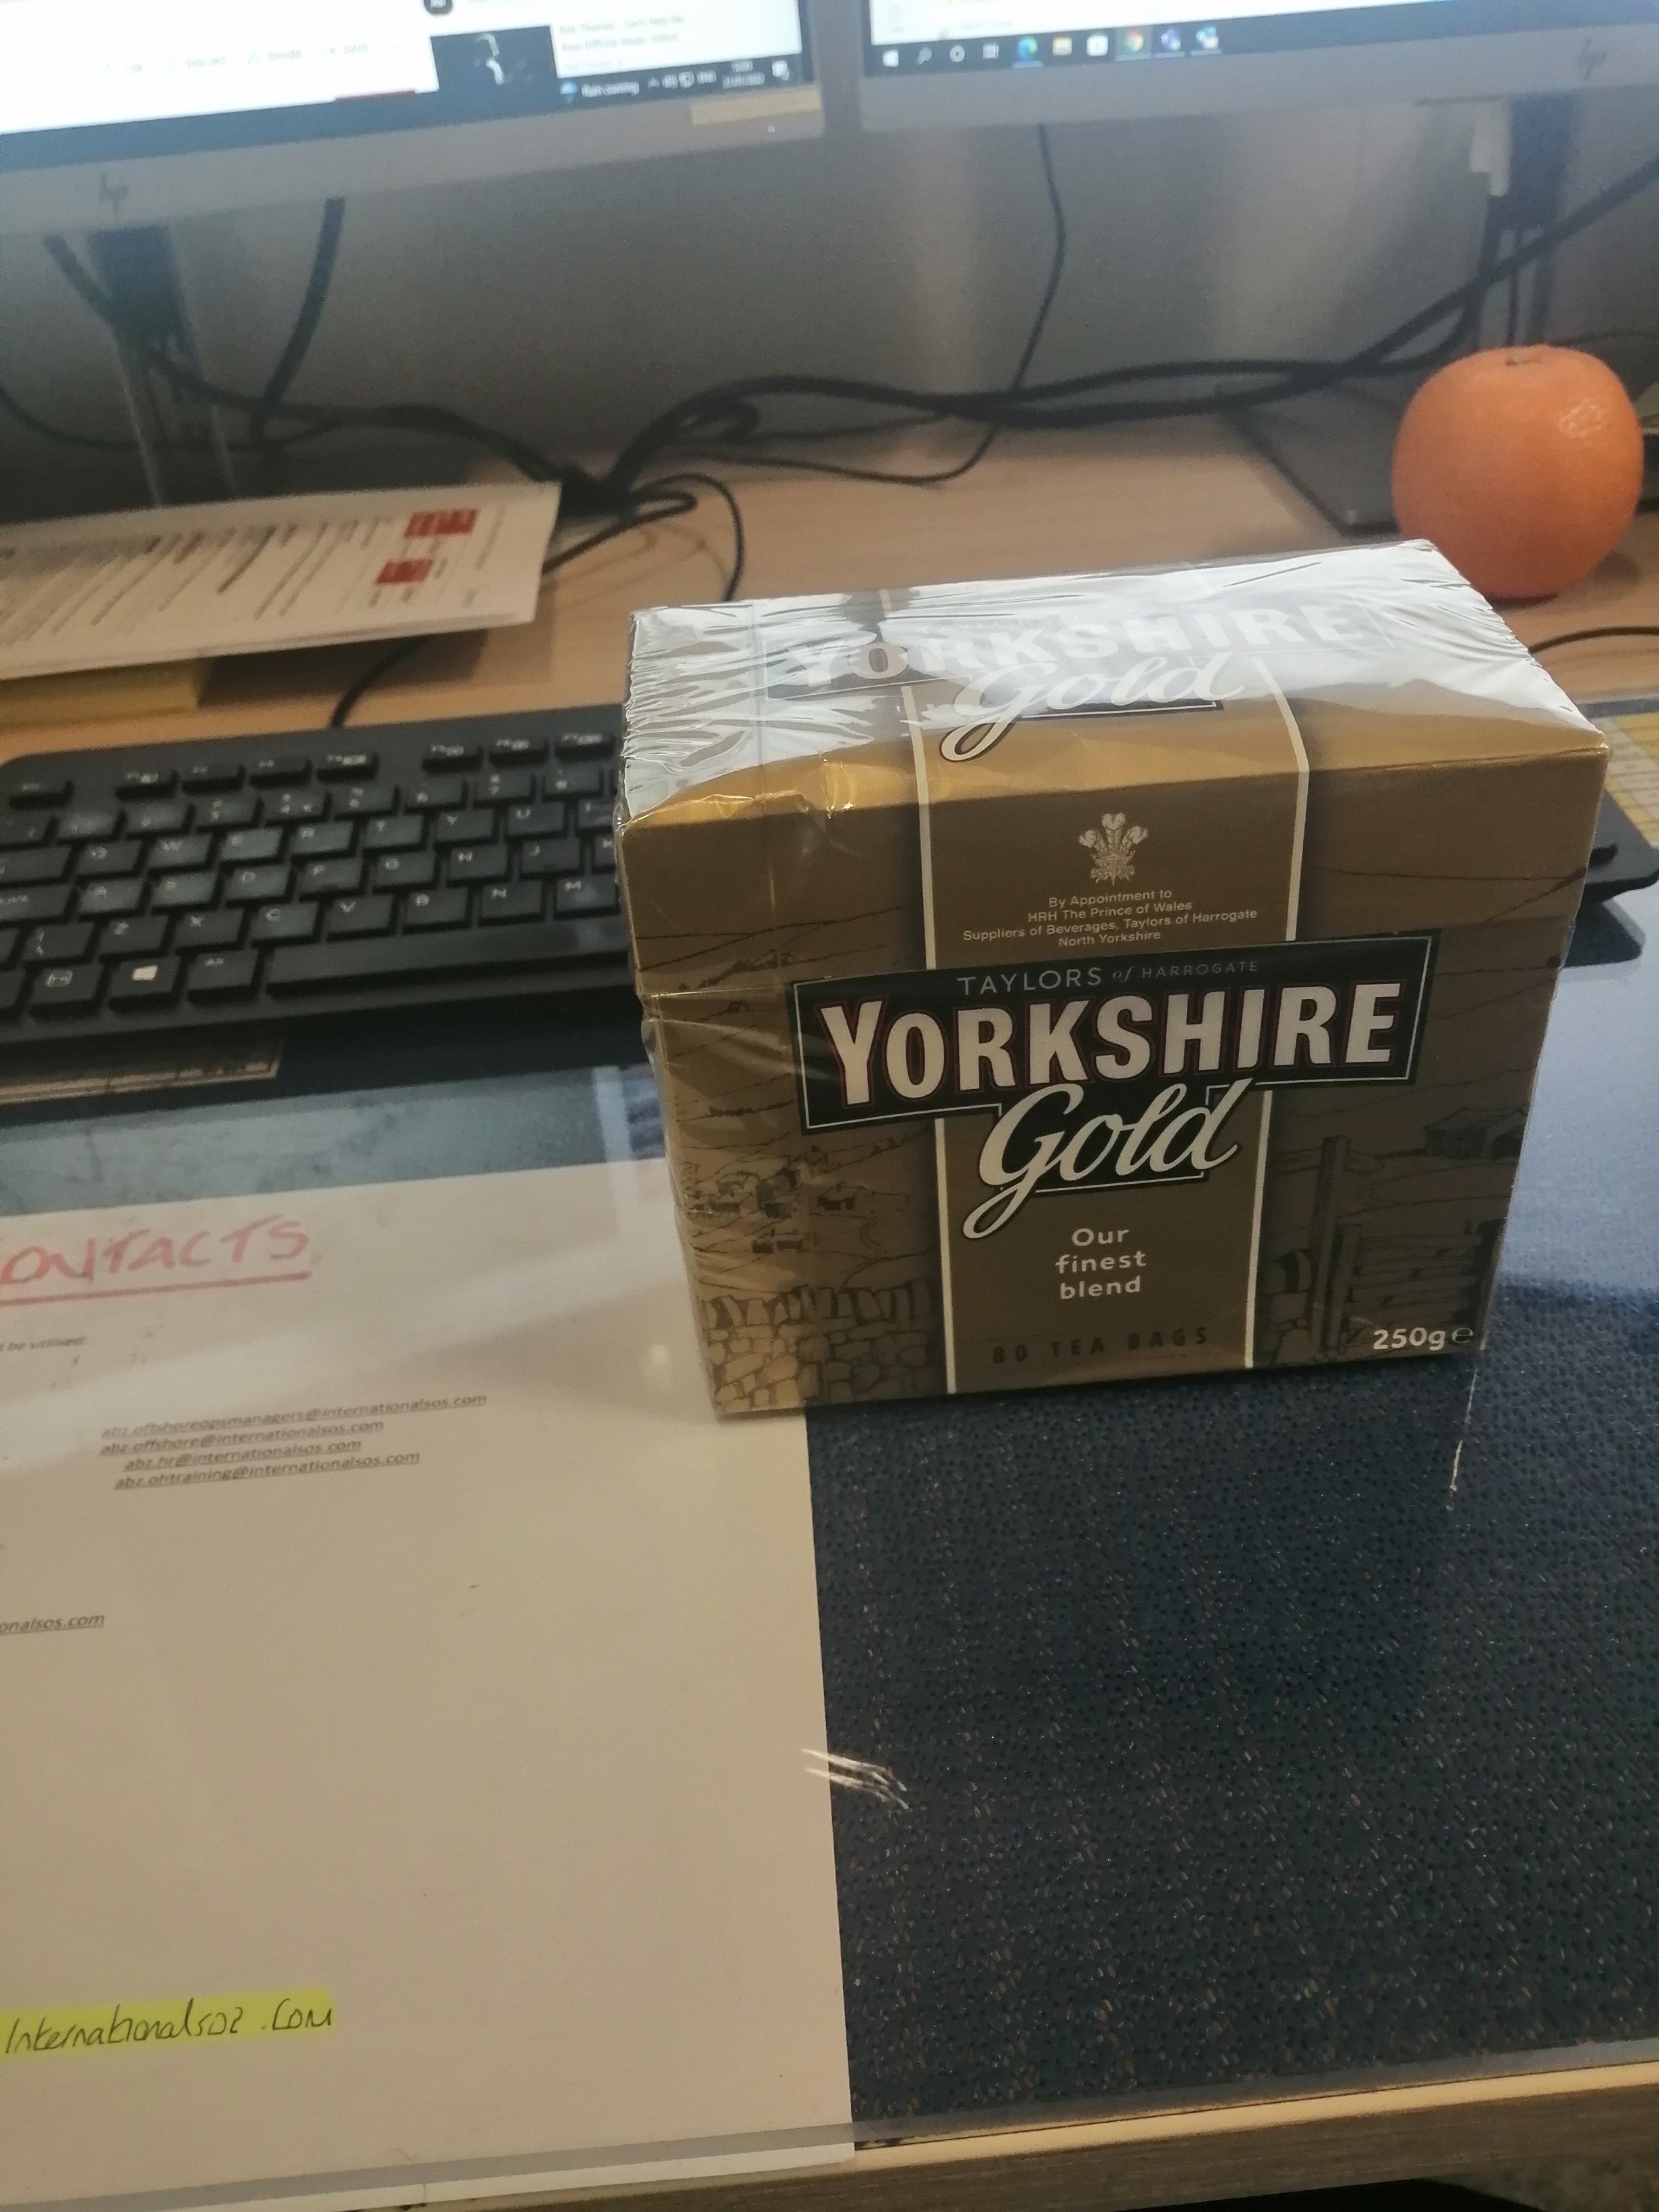 Rain coming
YORKSHIRE
Gold
By Appointment to
HRH The Prince of Wales
Suppliers of Beverages, Taylors of Harrogate
North Yorkshire
TAYLORS of HARROGATE
YORKSHIRE
Gold
Our
finest
blend
80 TEA BAGS
250g e
ONTACTS
d be utilised:
abz.offshoreopsmanagers@internationalsos.com
abz.offshore@internationalsos.com
abz.hr@internationalsos.com
abz.ohtraining@internationalsos.com
onalsos.com
Internationalsos.Com